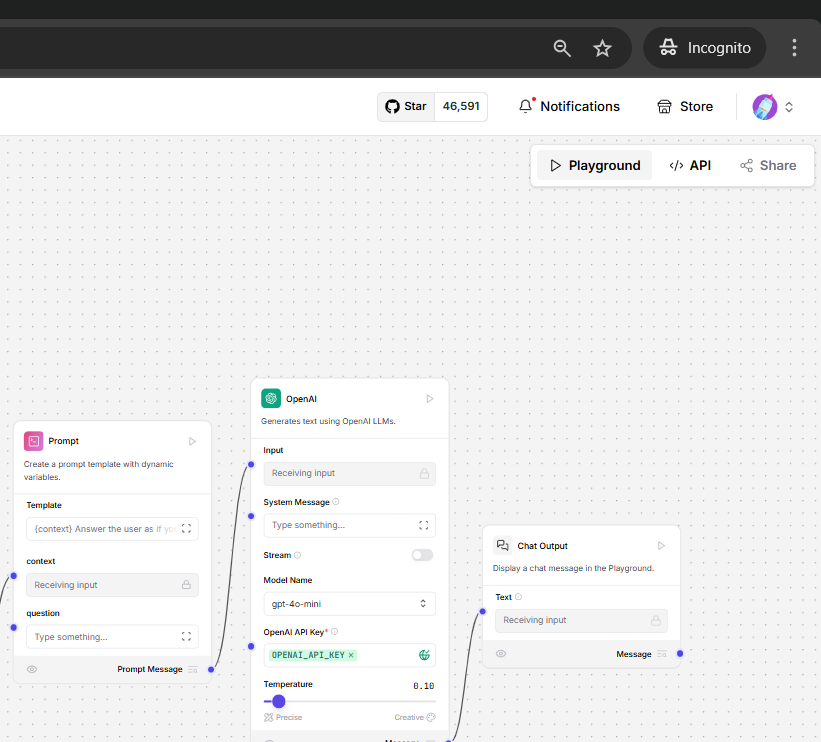 Incognito
Star 46,591 Notifications Store
Playground API Share
Prompt
Create a prompt template with dynamic
variables.
Template
{context} Answer the user as if you
context
Receiving input
question
Type something...
Prompt Message
OpenAI
Generates text using OpenAI LLMs.
Input
Receiving input
System Message
Type something...
Stream
Model Name
gpt-4o-mini
OpenAI API Key*
OPENAI_API_KEY ×
Temperature 0.10
Precise Creative
Message
Chat Output
Display a chat message in the Playground.
Text
Receiving input
Message